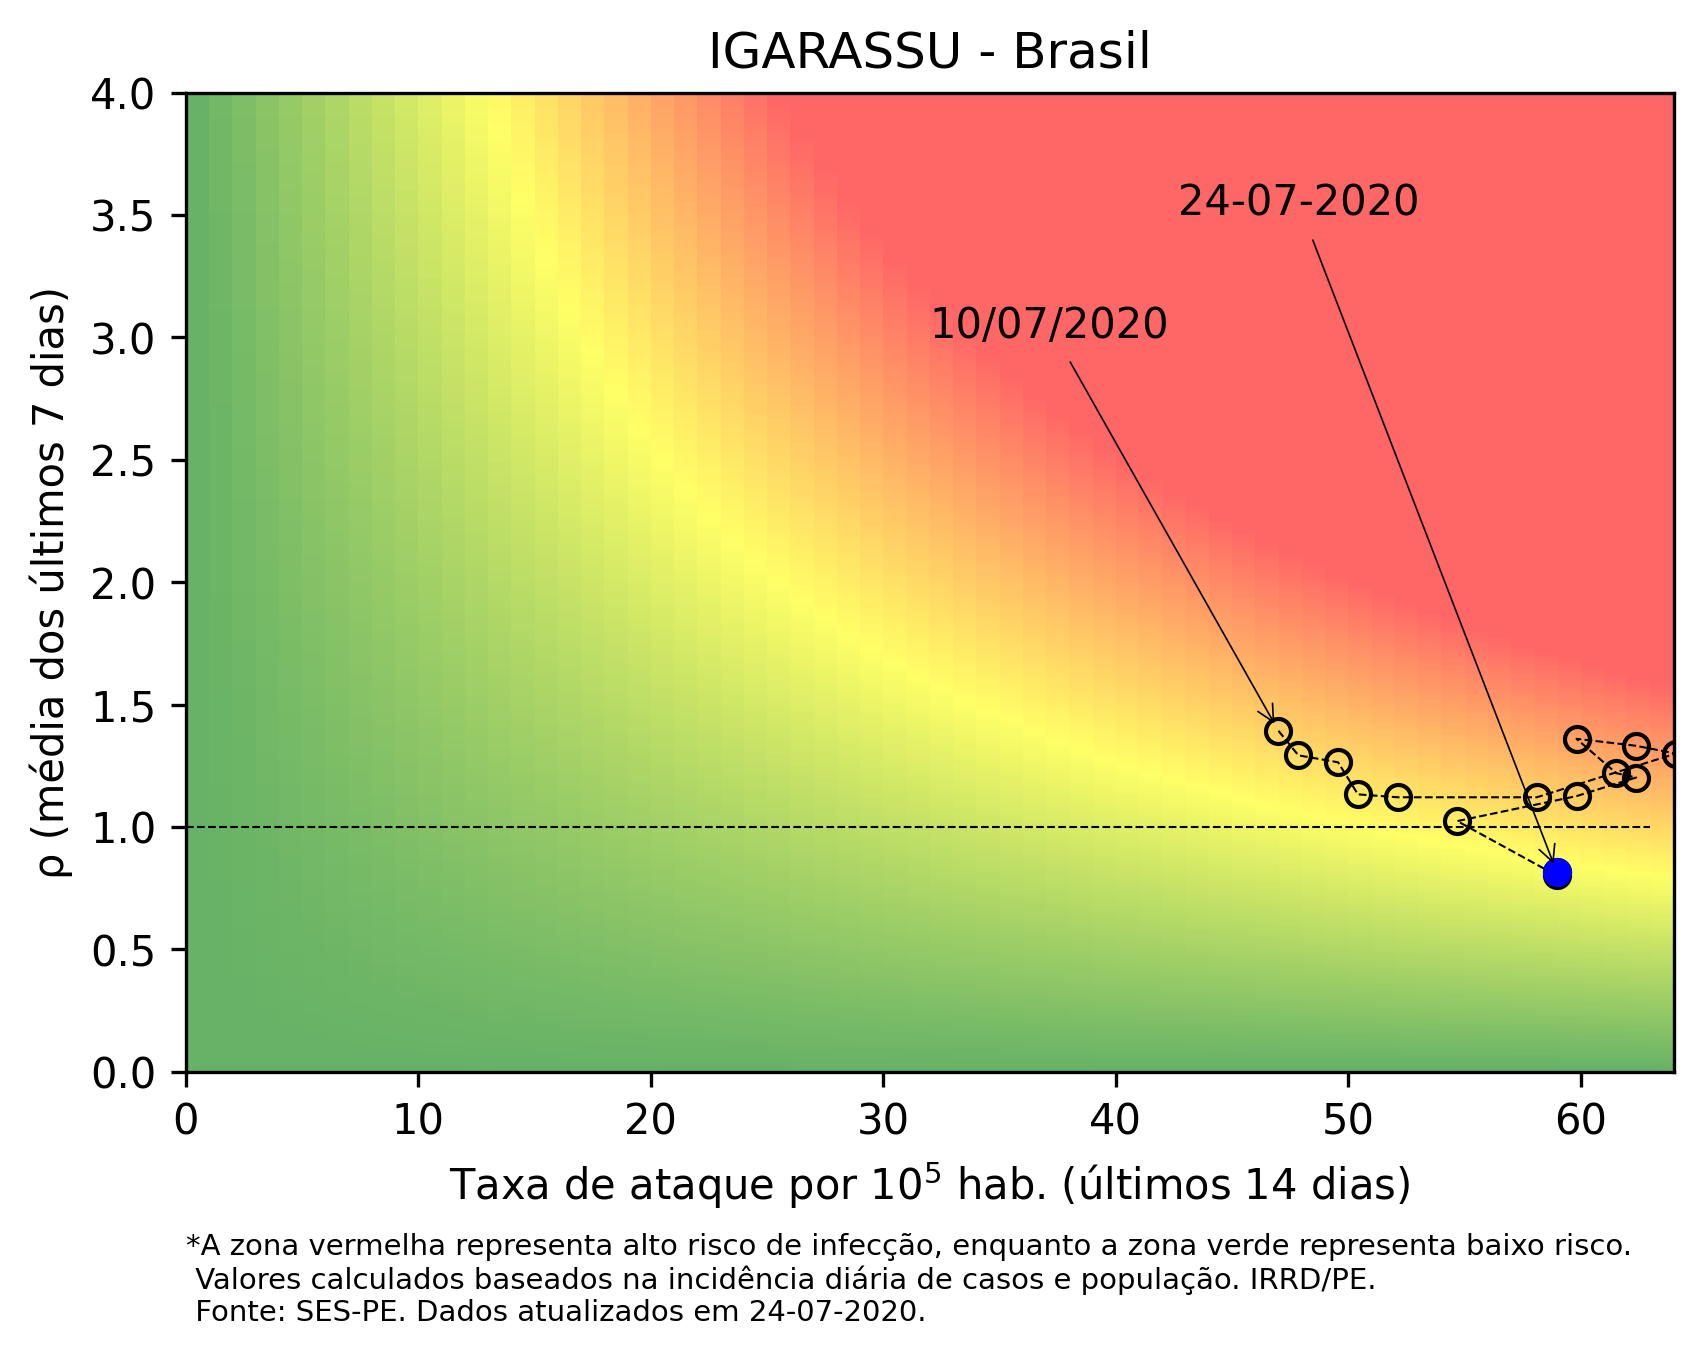 IGARASSU - Brasil
4.0
3.5
3.0
2.5
2.0
1.5
1.0
0.5
0.0
ρ (média dos últimos 7 dias)
24-07-2020
10/07/2020
0 10 20 30 40 50 60
Taxa de ataque por 10⁵ hab. (últimos 14 dias)
*A zona vermelha representa alto risco de infecção, enquanto a zona verde representa baixo risco.
Valores calculados baseados na incidência diária de casos e população. IRRD/PE.
Fonte: SES-PE. Dados atualizados em 24-07-2020.